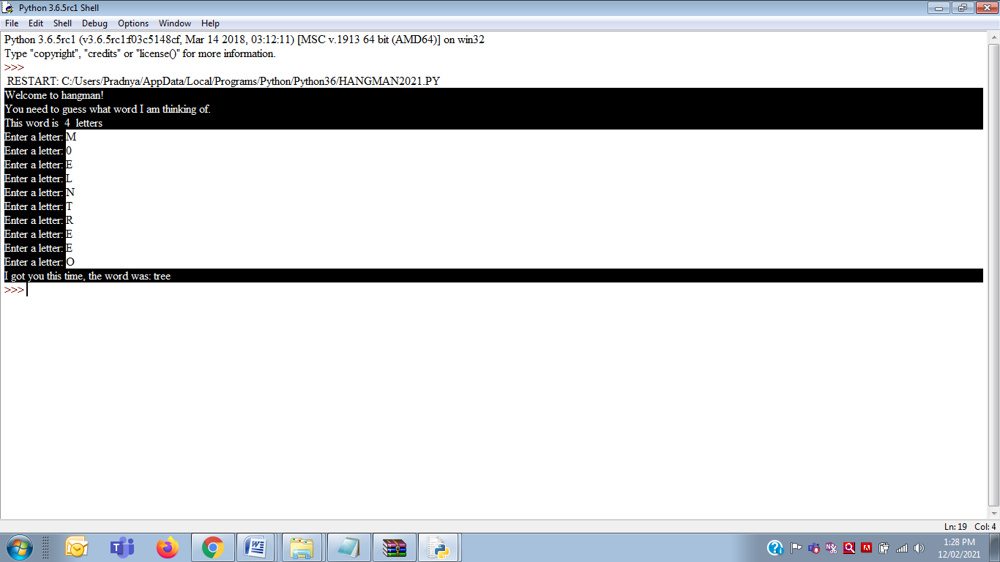 Python 3.6.5rc1 Shell
File Edit Shell Debug Options Window Help
Python 3.6.5rc1 (v3.6.5rc1:f03c5148cf, Mar 14 2018, 03:12:11) [MSC v.1913 64 bit (AMD64)] on win32
Type "copyright", "credits" or "license()" for more information.
>>>
RESTART: C:/Users/Pradnya/AppData/Local/Programs/Python/Python36/HANGMAN2021.PY
Welcome to hangman!
You need to guess what word I am thinking of.
This word is  4  letters
Enter a letter: M
Enter a letter: 0
Enter a letter: E
Enter a letter: L
Enter a letter: N
Enter a letter: T
Enter a letter: R
Enter a letter: E
Enter a letter: E
Enter a letter: O
I got you this time, the word was: tree
>>>
Ln: 19 Col: 4
1:28 PM
12/02/2021